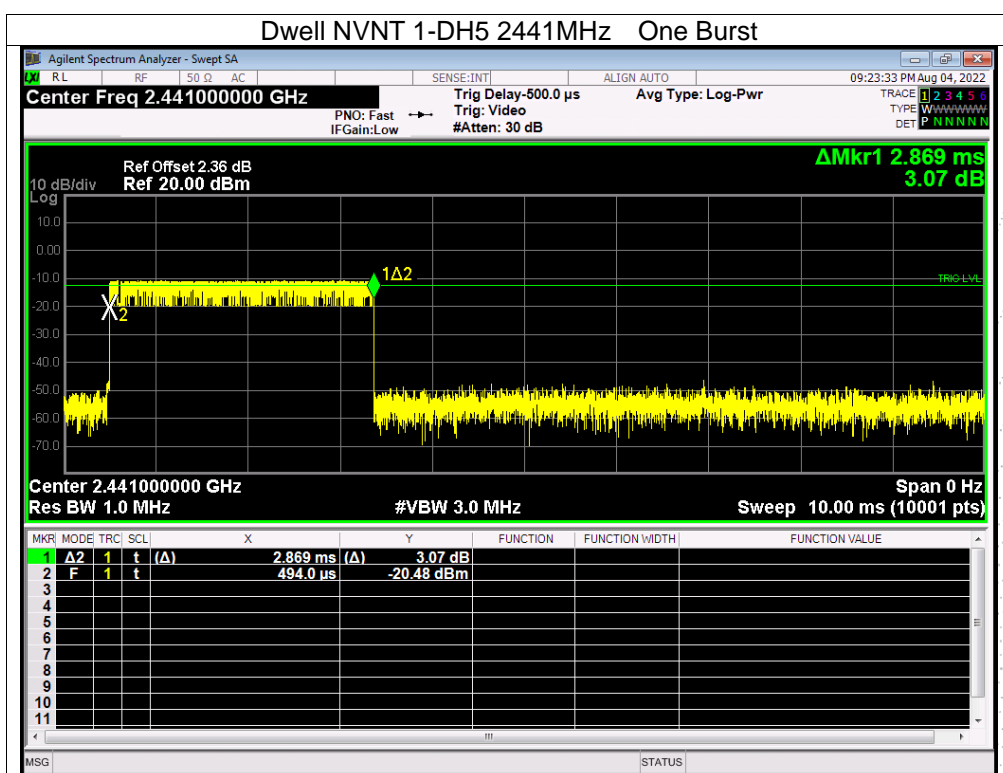 Dwell NVNT 1-DH5 2441MHz One Burst
Agilent Spectrum Analyzer - Swept SA
LXI RL RF 50 Ω AC SENSE:INT ALIGN AUTO 09:23:33 PM Aug 04, 2022
Center Freq 2.441000000 GHz
PNO: Fast
IFGain:Low
Trig Delay-500.0 µs
Trig: Video
#Atten: 30 dB
Avg Type: Log-Pwr
TRACE 1 2 3 4 5 6
TYPE WWWWWW
DET P N N N N N
ΔMkr1 2.869 ms
3.07 dB
Ref Offset 2.36 dB
10 dB/div Ref 20.00 dBm
Log
10.0
0.00
-10.0
-20.0
-30.0
-40.0
-50.0
-60.0
-70.0
1Δ2
TRIG LVL
2
Center 2.441000000 GHz Span 0 Hz
Res BW 1.0 MHz #VBW 3.0 MHz Sweep 10.00 ms (10001 pts)
MKR MODE TRC SCL X Y FUNCTION FUNCTION WIDTH FUNCTION VALUE
1 Δ2 1 t (Δ) 2.869 ms (Δ) 3.07 dB
2 F 1 t 494.0 µs -20.48 dBm
3
4
5
6
7
8
9
10
11
MSG STATUS